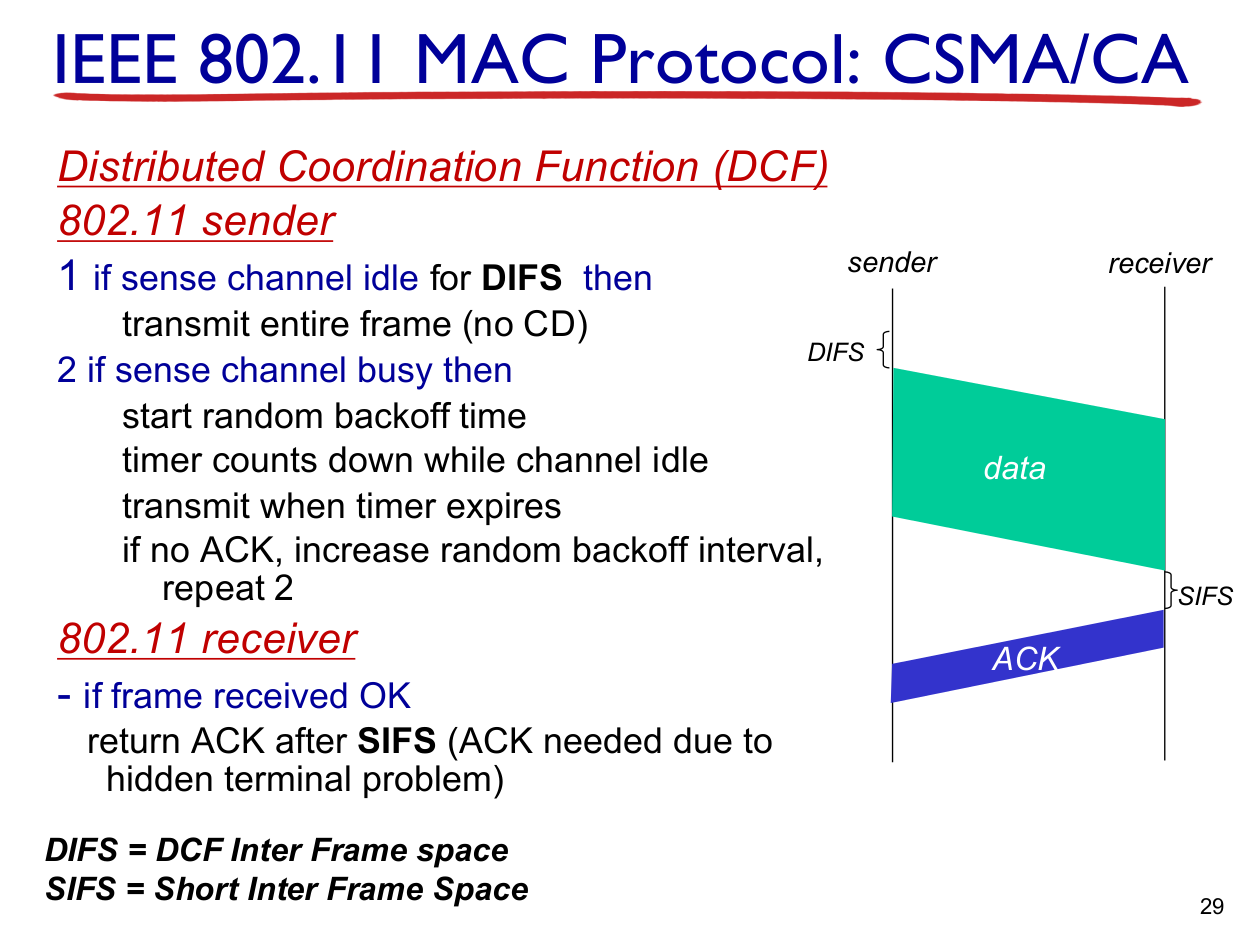 IEEE 802.11 MAC Protocol: CSMA/CA
Distributed Coordination Function (DCF)
802.11 sender
1 if sense channel idle for DIFS then
transmit entire frame (no CD)
2 if sense channel busy then
start random backoff time
timer counts down while channel idle
transmit when timer expires
if no ACK, increase random backoff interval,
repeat 2
802.11 receiver
- if frame received OK
return ACK after SIFS (ACK needed due to
hidden terminal problem)
DIFS = DCF Inter Frame space
SIFS = Short Inter Frame Space
sender
receiver
DIFS
data
SIFS
ACK
29